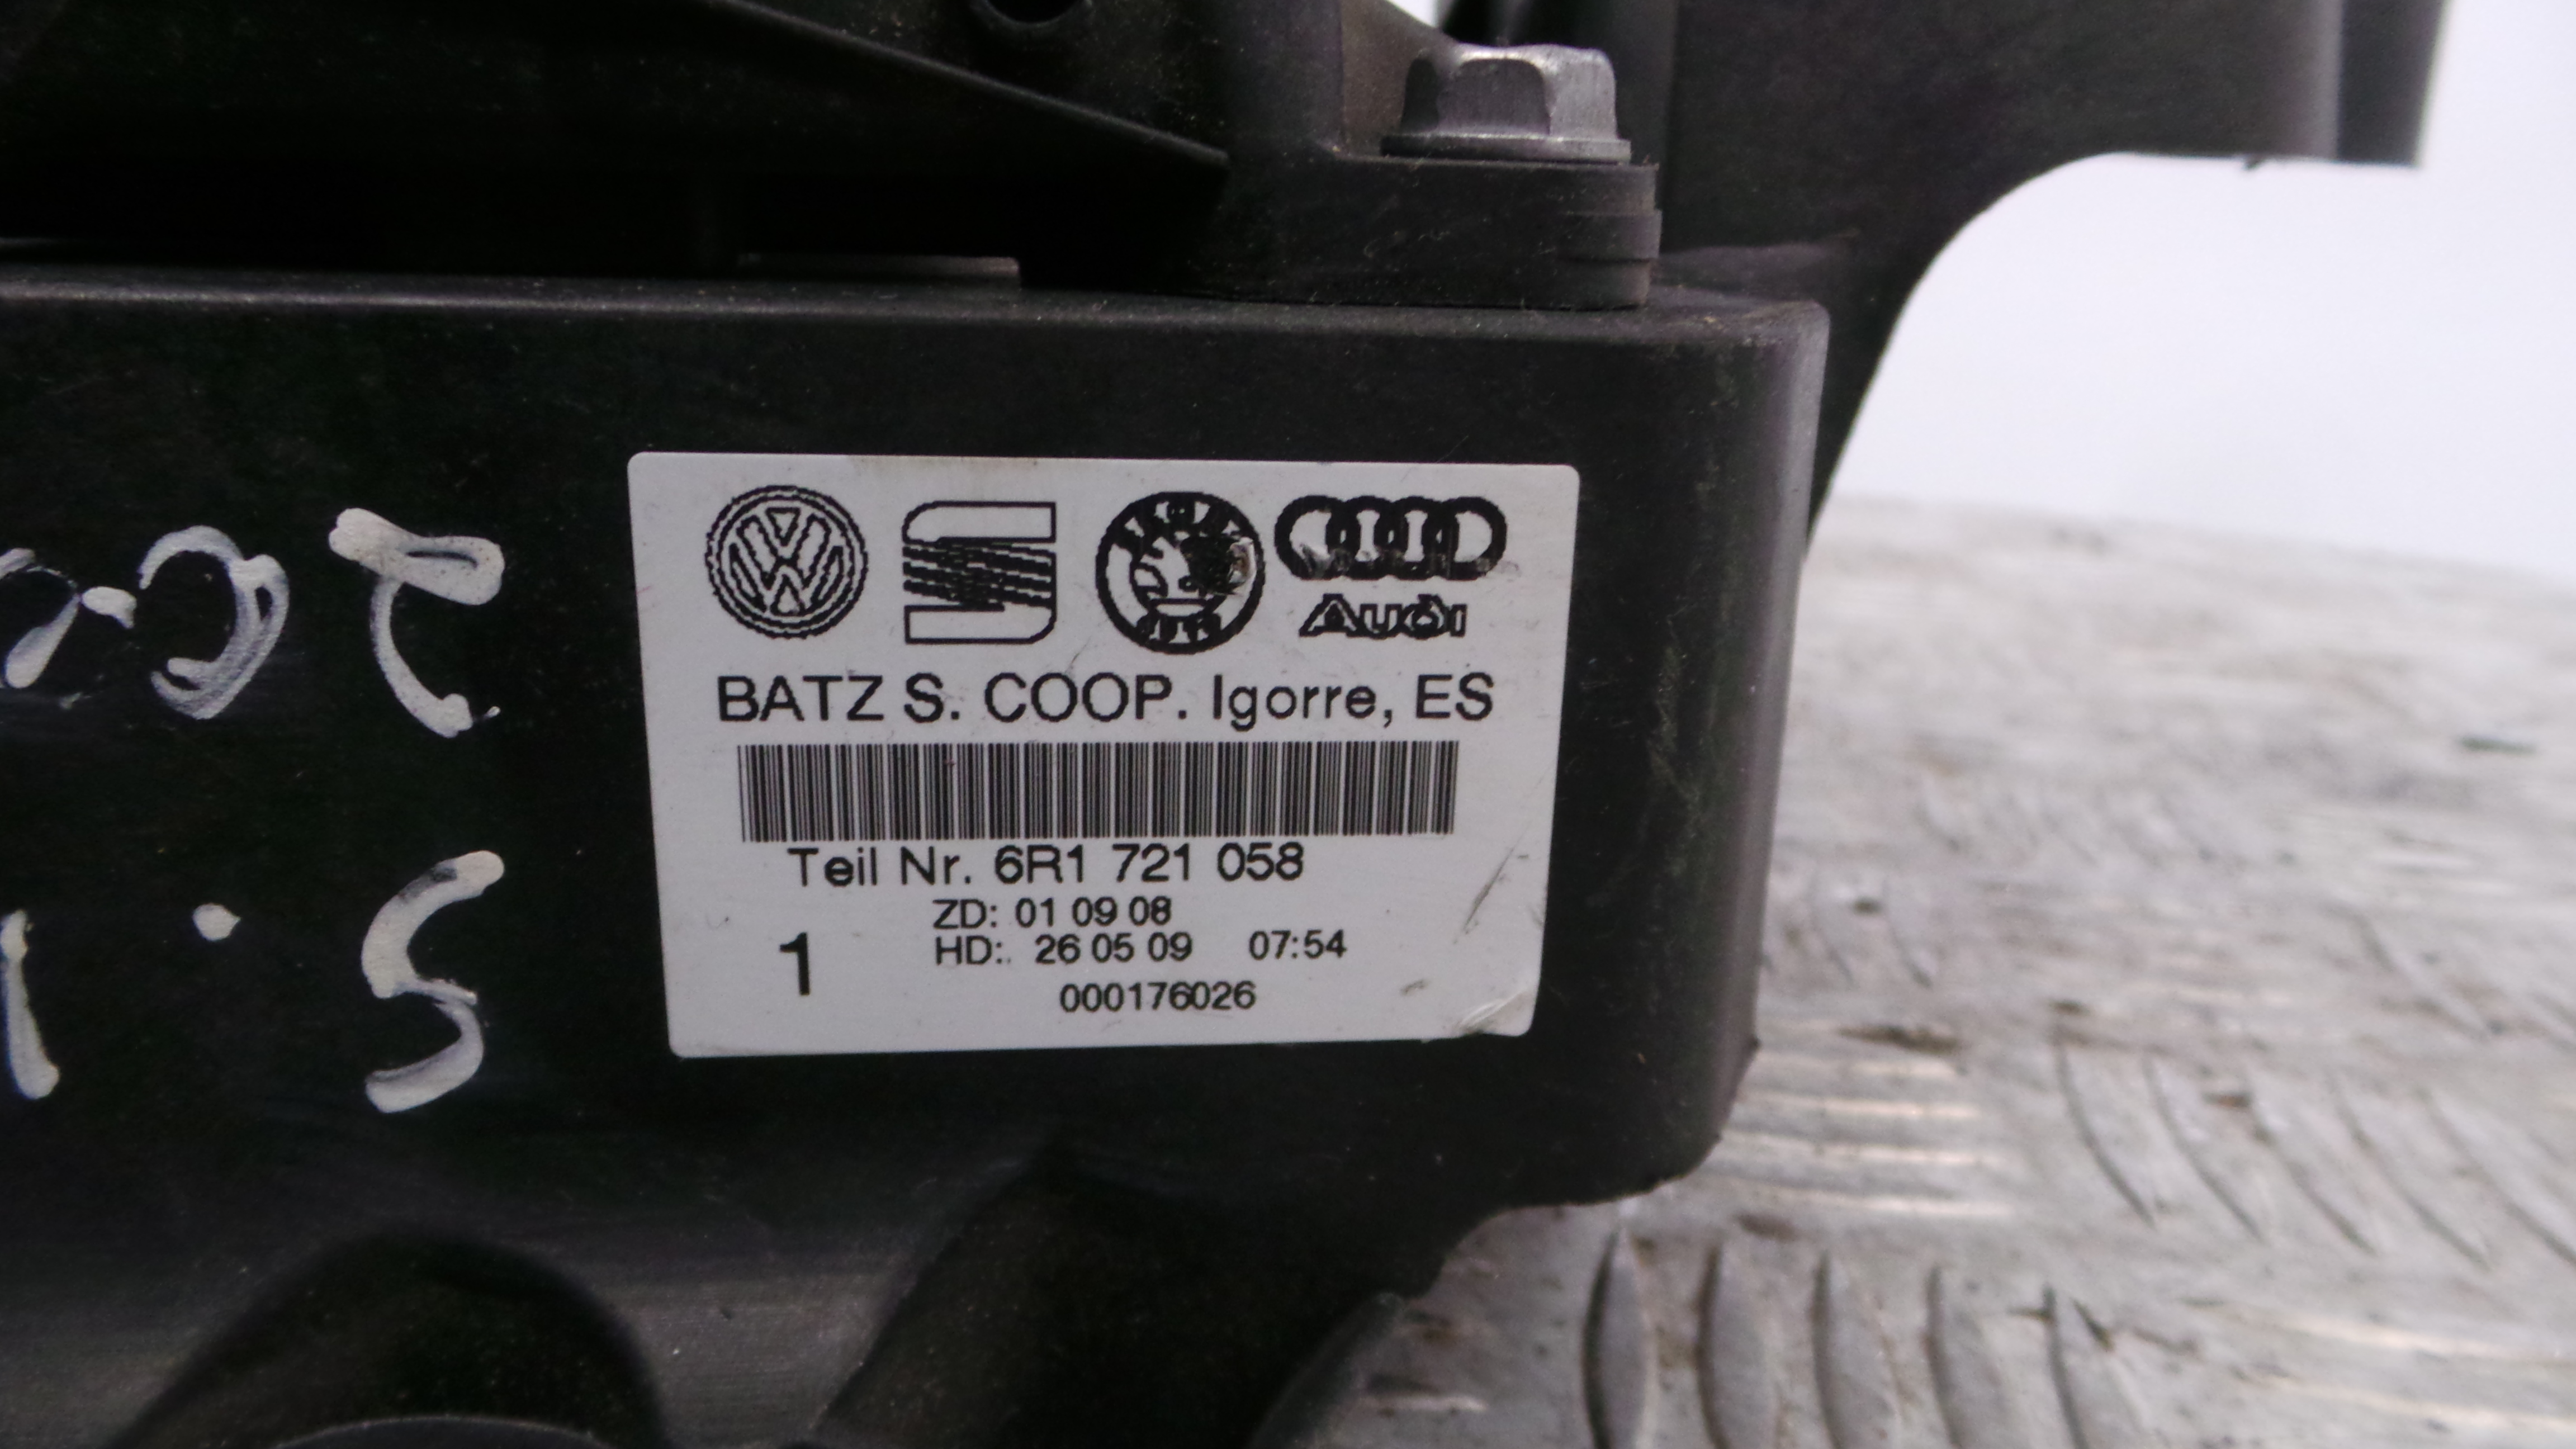 AUDI
BATZ S. COOP. Igorre, ES
Teil Nr. 6R1 721 058
ZD: 01 09 08
1 HD:. 26 05 09 07:54
000176026